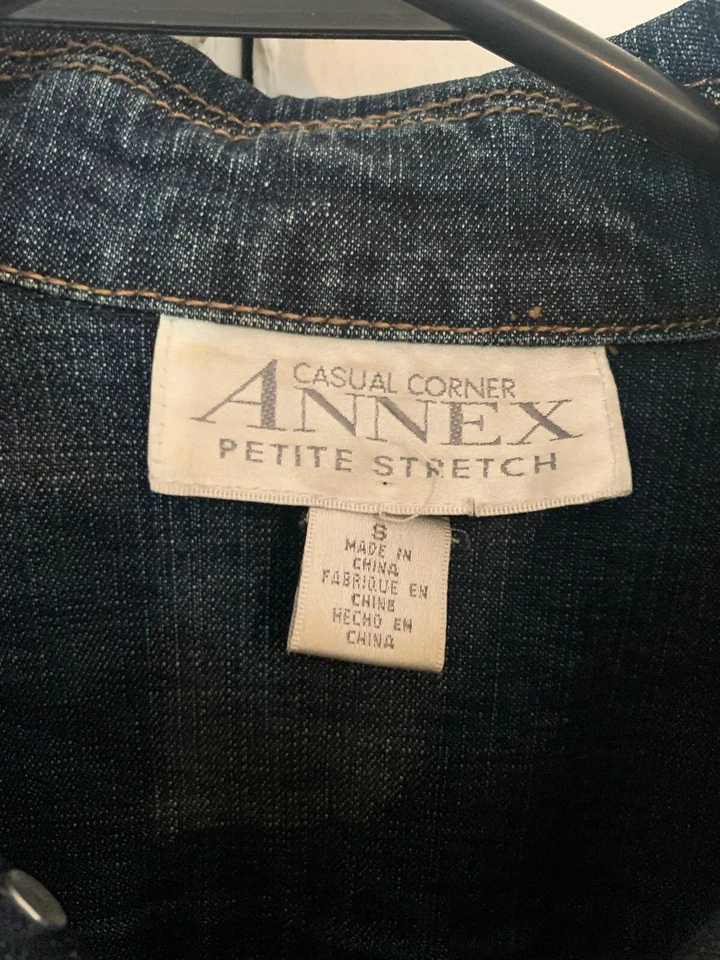 CASUAL CORNER
ANNEX
PETITE STRETCH
S
MADE IN
CHINA
FABRIQUE EN
CHINE
HECHO EN
CHINA